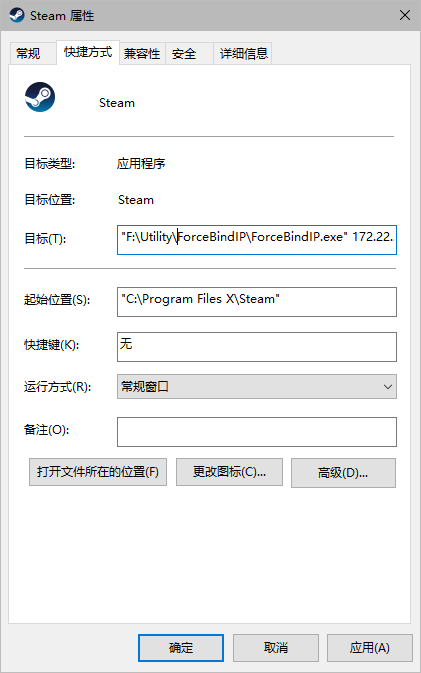 Steam 属性
常规 快捷方式 兼容性 安全 详细信息
Steam
目标类型: 应用程序
目标位置: Steam
目标(T): "F:\Utility\ForceBindIP\ForceBindIP.exe" 172.22.
起始位置(S): "C:\Program Files X\Steam"
快捷键(K): 无
运行方式(R): 常规窗口
备注(O):
打开文件所在的位置(F) 更改图标(C)... 高级(D)...
确定 取消 应用(A)